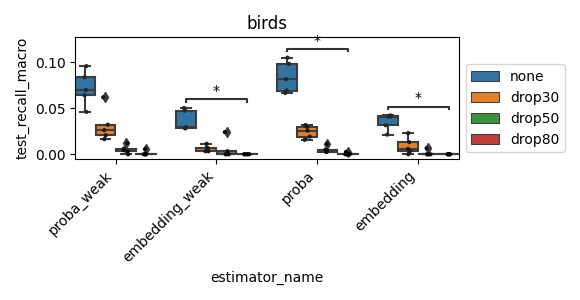 birds
test_recall_macro
0.10
0.05
0.00
*
*
*
proba_weak
embedding_weak
proba
embedding
estimator_name
none
drop30
drop50
drop80